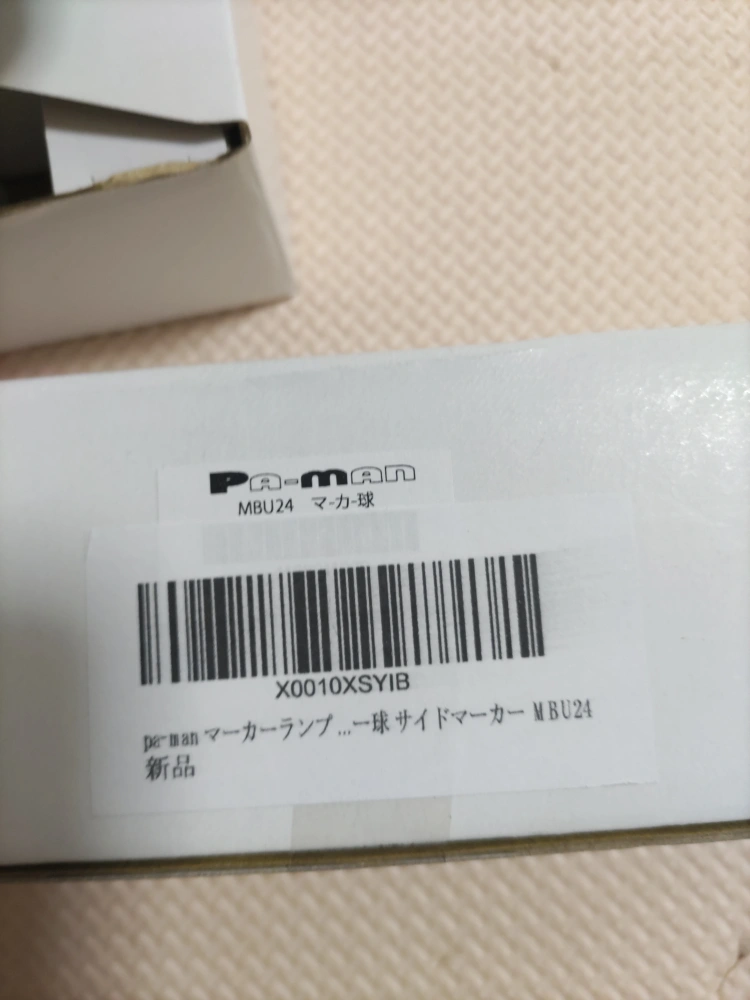 Pa-man
MBU24 マ-カ-球
X0010XSYIB
pa-man マーカーランプ ...ー球 サイドマーカー MBU24
新品